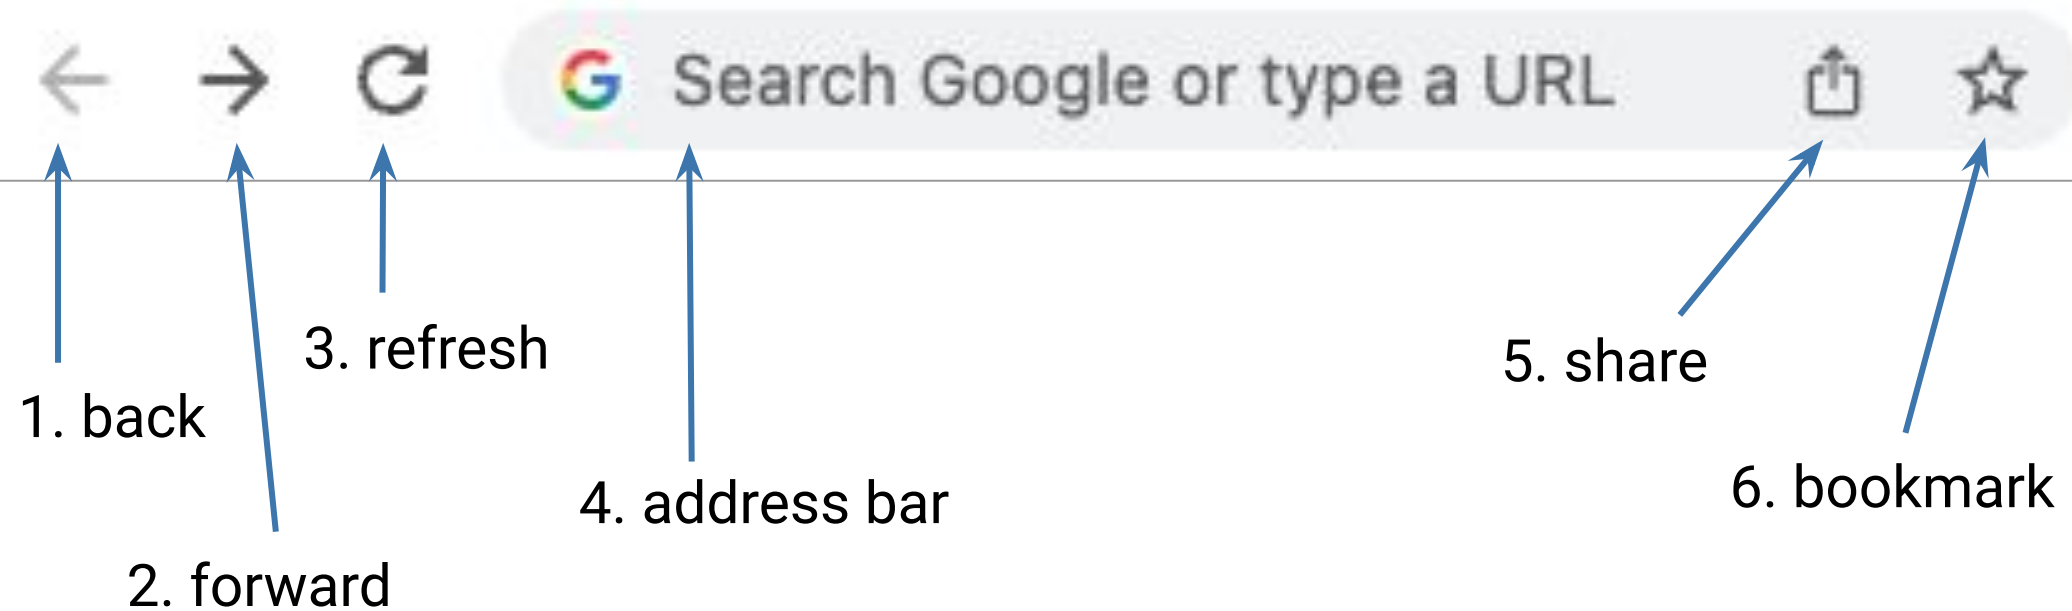 Search Google or type a URL
1. back
2. forward
3. refresh
4. address bar
5. share
6. bookmark